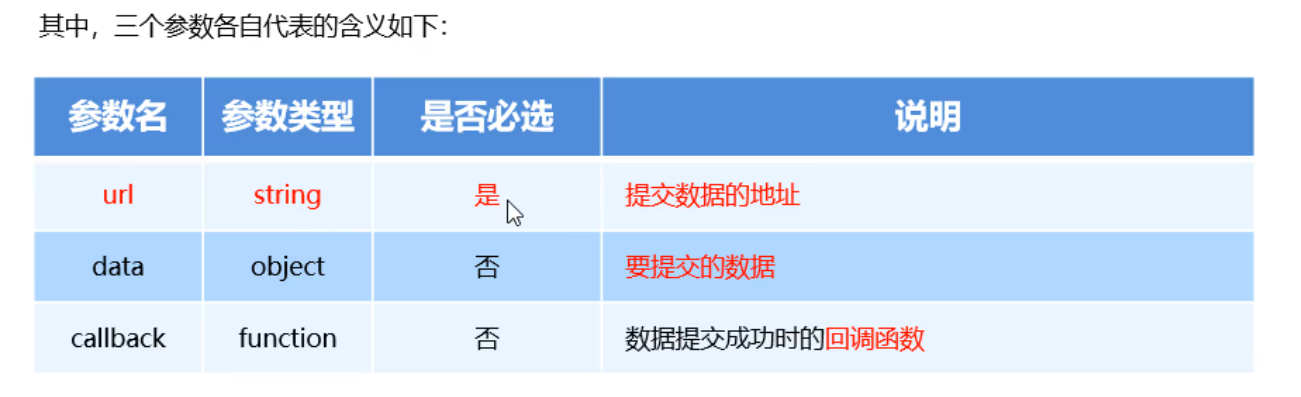 其中，三个参数各自代表的含义如下：
参数名 参数类型 是否必选 说明
url string 是 提交数据的地址
data object 否 要提交的数据
callback function 否 数据提交成功时的回调函数